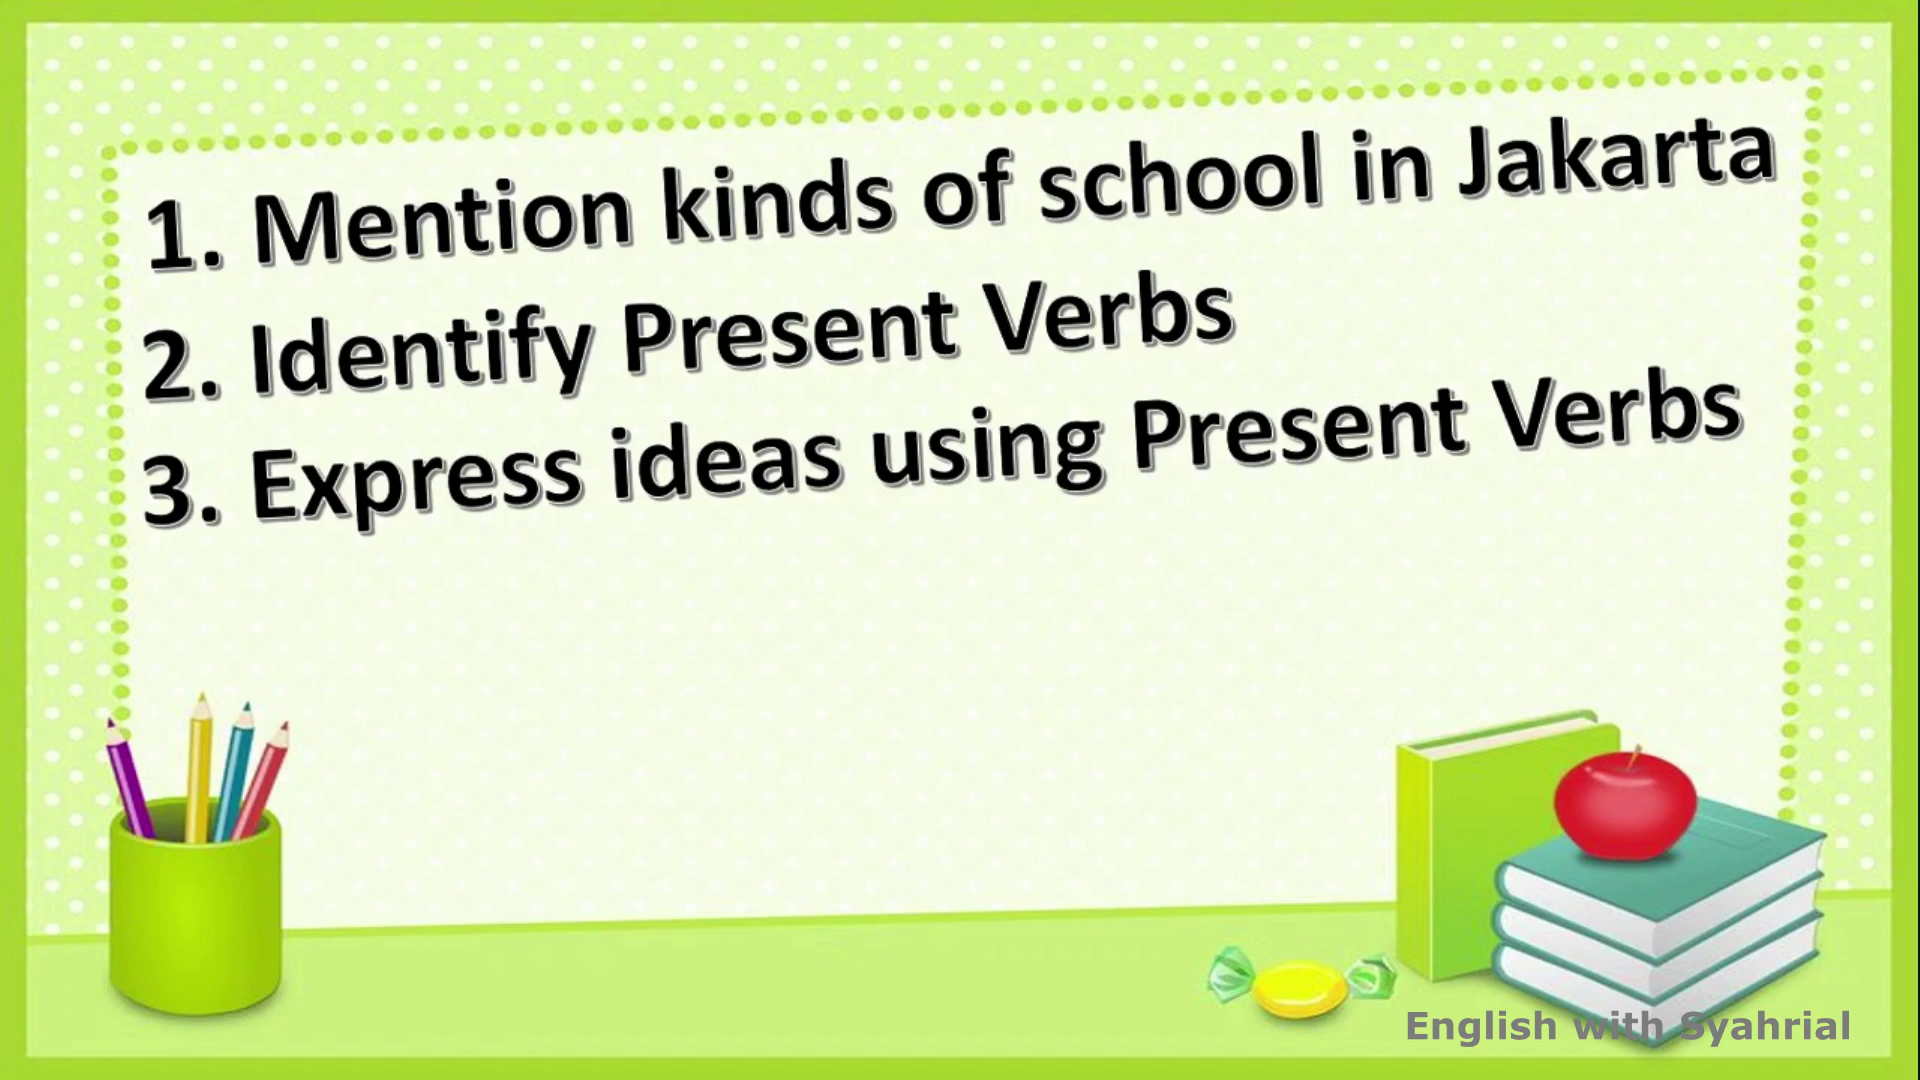 1. Mention kinds of school in Jakarta
2. Identify Present Verbs
3. Express ideas using Present Verbs
English with Syahrial